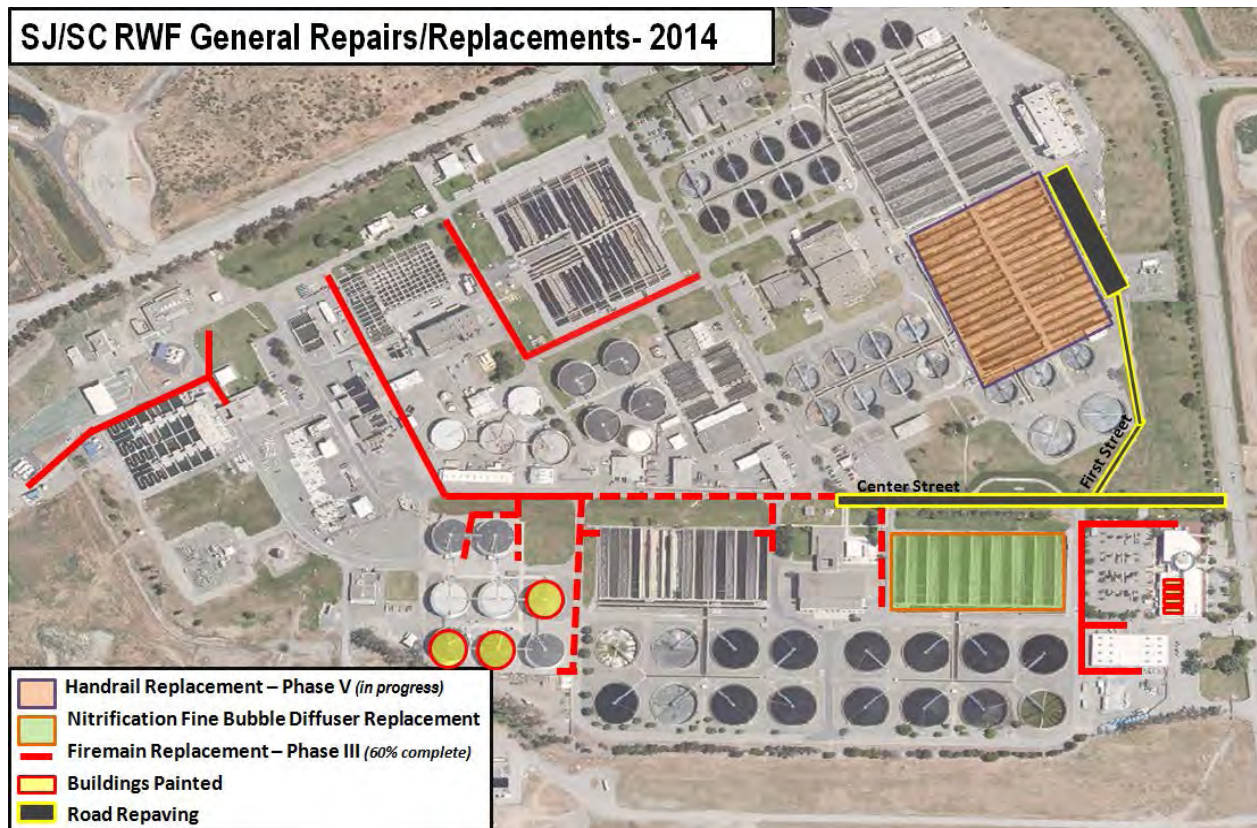 SJ/SC RWF General Repairs/Replacements- 2014
First Street
Center Street
Handrail Replacement – Phase V (in progress)
Nitrification Fine Bubble Diffuser Replacement
Firemain Replacement – Phase III (60% complete)
Buildings Painted
Road Repaving